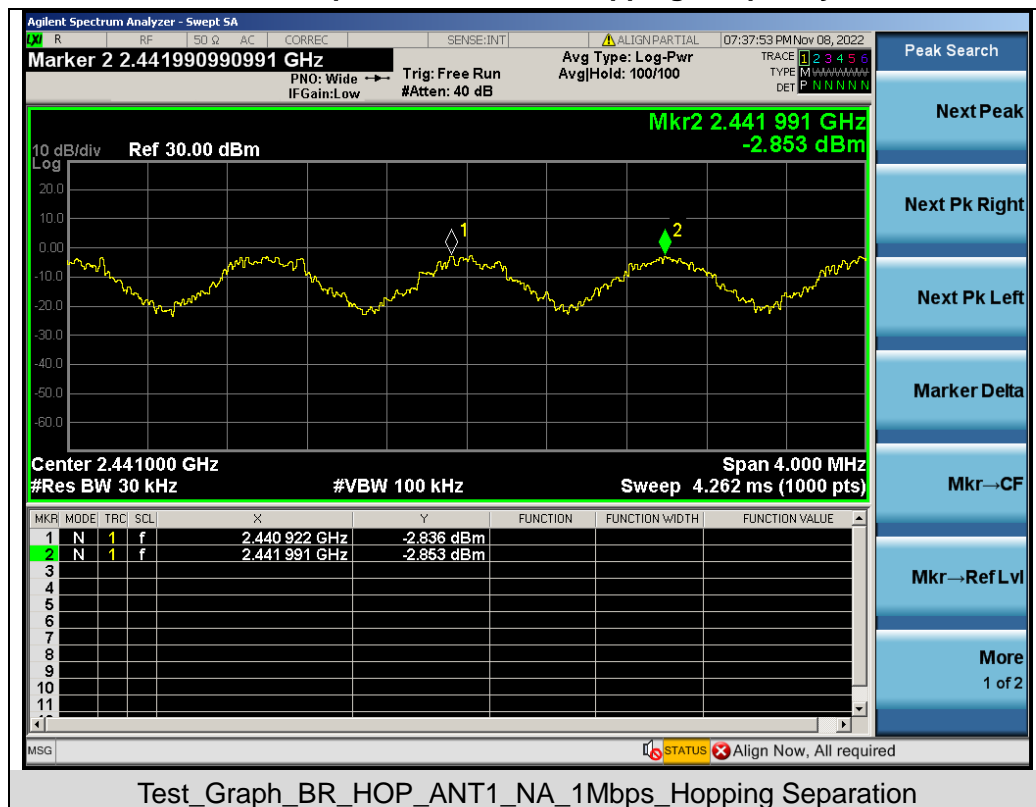 Agilent Spectrum Analyzer - Swept SA
LXI R RF 50 Ω AC CORREC SENSE:INT ALIGN PARTIAL 07:37:53 PM Nov 08, 2022
Marker 2 2.441990990991 GHz
PNO: Wide
IFGain:Low
Trig: Free Run
#Atten: 40 dB
Avg Type: Log-Pwr
Avg|Hold: 100/100
TRACE 1 2 3 4 5 6
TYPE M W W W W W
DET P N N N N N
Mkr2 2.441 991 GHz
-2.853 dBm
10 dB/div Ref 30.00 dBm
Log
20.0
10.0
0.00
-10.0
-20.0
-30.0
-40.0
-50.0
-60.0
1
2
Center 2.441000 GHz Span 4.000 MHz
#Res BW 30 kHz #VBW 100 kHz Sweep 4.262 ms (1000 pts)
MKR MODE TRC SCL X Y FUNCTION FUNCTION WIDTH FUNCTION VALUE
1 N 1 f 2.440 922 GHz -2.836 dBm
2 N 1 f 2.441 991 GHz -2.853 dBm
3
4
5
6
7
8
9
10
11
MSG STATUS Align Now, All required
Peak Search
Next Peak
Next Pk Right
Next Pk Left
Marker Delta
Mkr→CF
Mkr→Ref Lvl
More
1 of 2
Test_Graph_BR_HOP_ANT1_NA_1Mbps_Hopping Separation